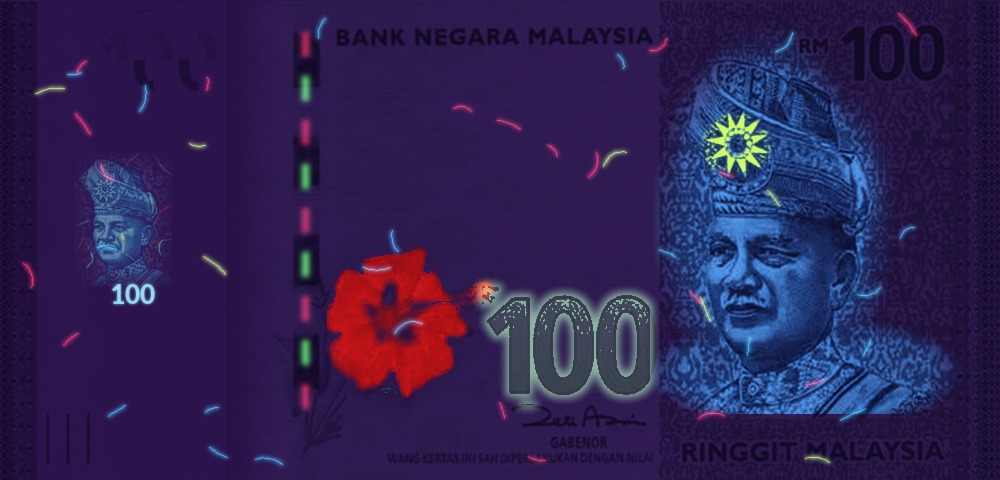 BANK NEGARA MALAYSIA
RM 100
100
100
GABENOR
WANG KERTAS INI SAH DIPERLAKUKAN DENGAN NILAI
RINGGIT MALAYSIA